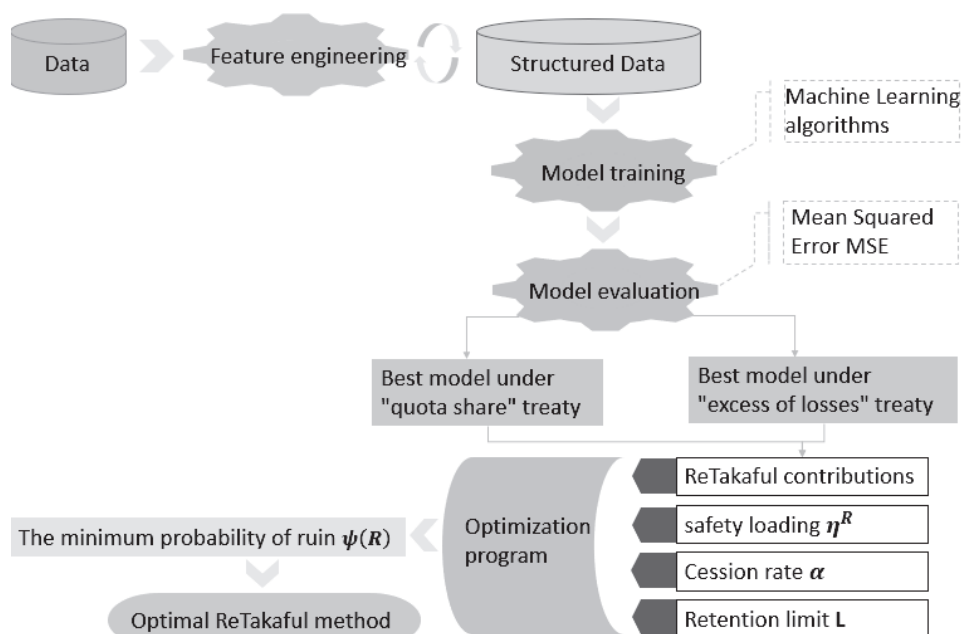 Data
Feature engineering
Structured Data
Machine Learning
algorithms
Model training
Mean Squared
Error MSE
Model evaluation
Best model under
"quota share" treaty
Best model under
"excess of losses" treaty
ReTakaful contributions
safety loading η^R
Cession rate α
Retention limit L
Optimization
program
The minimum probability of ruin ψ(R)
Optimal ReTakaful method